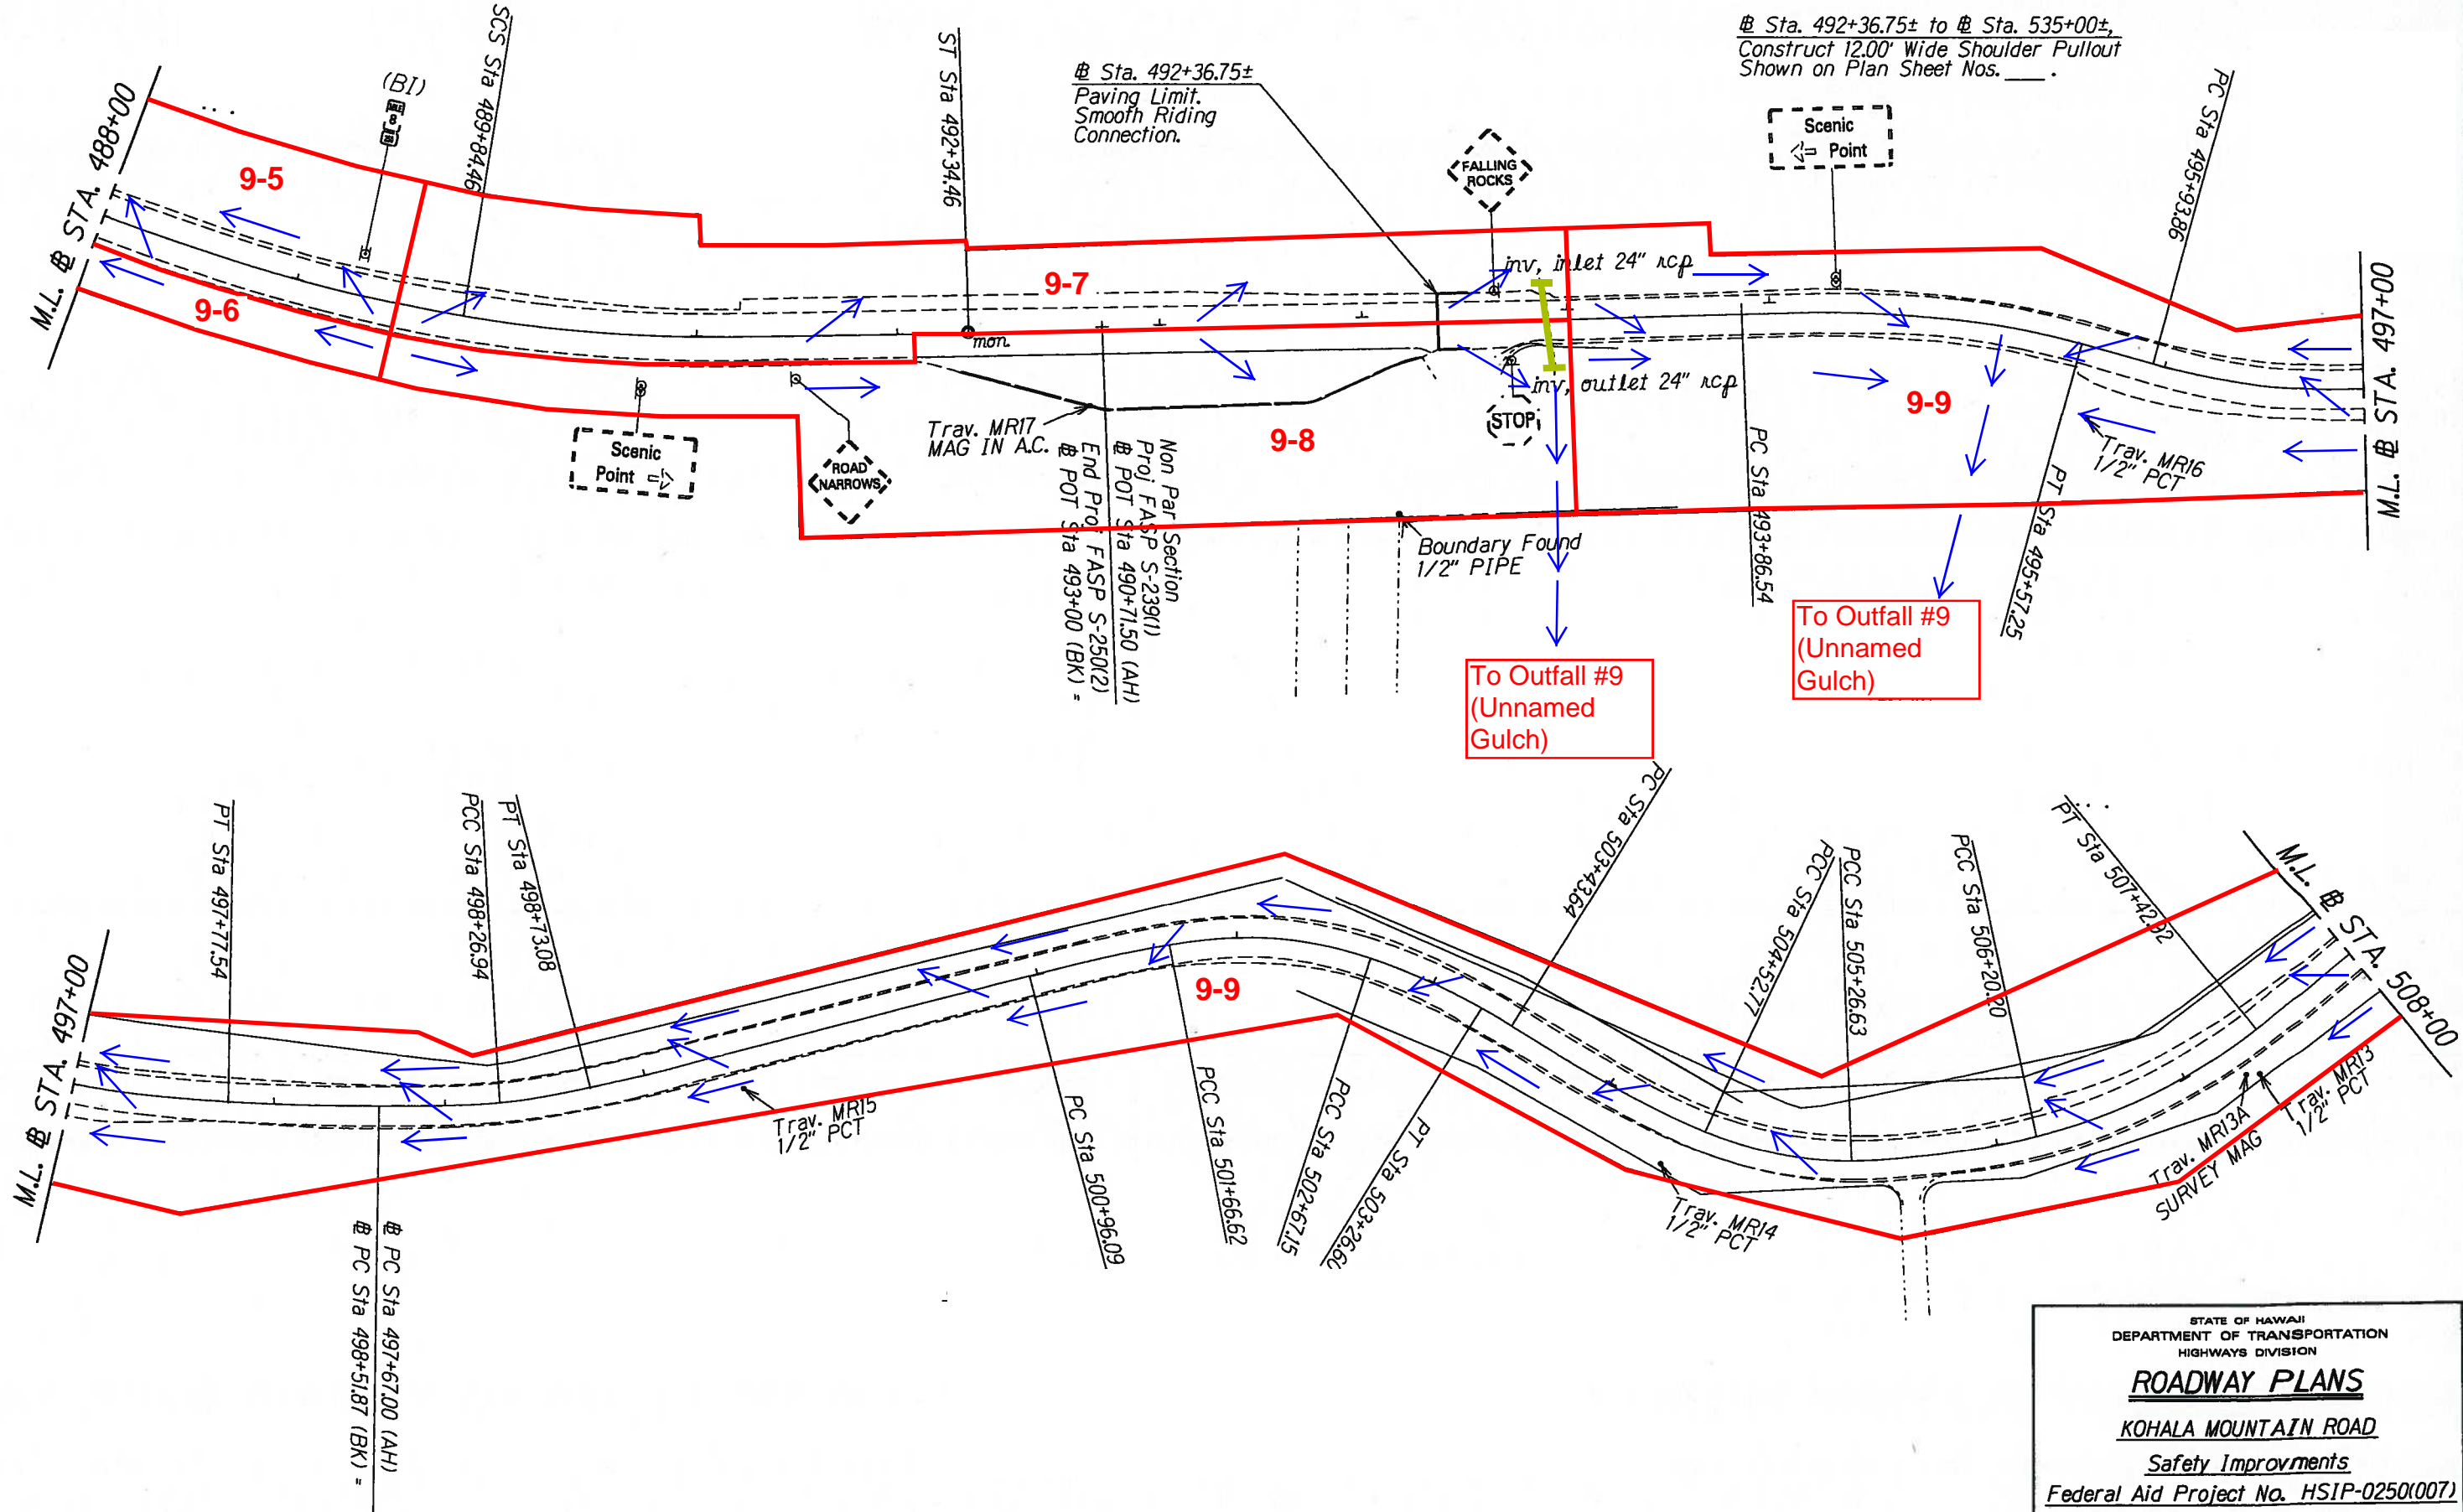 ₿ Sta. 492+36.75± to ₿ Sta. 535+00±,
Construct 12.00' Wide Shoulder Pullout
Shown on Plan Sheet Nos. ___ .
SCS Sta 489+84.46
(BI)
8
M.L. ₿ STA. 488+00
9-5
9-6
ST Sta 492+34.46
₿ Sta. 492+36.75±
Paving Limit.
Smooth Riding
Connection.
FALLING
ROCKS
Scenic
Point
PC Sta 495+93.86
M.L. ₿ STA. 497+00
9-7
inv, inlet 24" rcp
mon.
inv, outlet 24" rcp
STOP
Scenic
Point
ROAD
NARROWS
Trav. MR17
MAG IN A.C.
9-8
9-9
Trav. MR16
1/2" PCT
Non Par Section
Proj FASP S-239(1)
₿ POT Sta 490+71.50 (AH)
End Proj FASP S-250(2)
₿ POT Sta 493+00 (BK) =
Boundary Found
1/2" PIPE
PC Sta 493+86.54
PT Sta 495+57.25
To Outfall #9
(Unnamed
Gulch)
To Outfall #9
(Unnamed
Gulch)
M.L. ₿ STA. 497+00
PT Sta 497+77.54
PCC Sta 498+26.94
PT Sta 498+73.08
PC Sta 503+43.64
PCC Sta 504+52.77
PCC Sta 505+26.63
PCC Sta 506+20.20
PT Sta 507+42.92
M.L. ₿ STA. 508+00
9-9
Trav. MR15
1/2" PCT
PC Sta 500+96.09
PCC Sta 501+66.62
PCC Sta 502+67.15
PT Sta 503+26.60
Trav. MR14
1/2" PCT
Trav. MR13A
SURVEY MAG
Trav. MR13
1/2" PCT
₿ PC Sta 497+67.00 (AH)
₿ PC Sta 498+51.87 (BK) =
STATE OF HAWAII
DEPARTMENT OF TRANSPORTATION
HIGHWAYS DIVISION
ROADWAY PLANS
KOHALA MOUNTAIN ROAD
Safety Improvments
Federal Aid Project No. HSIP-0250(007)